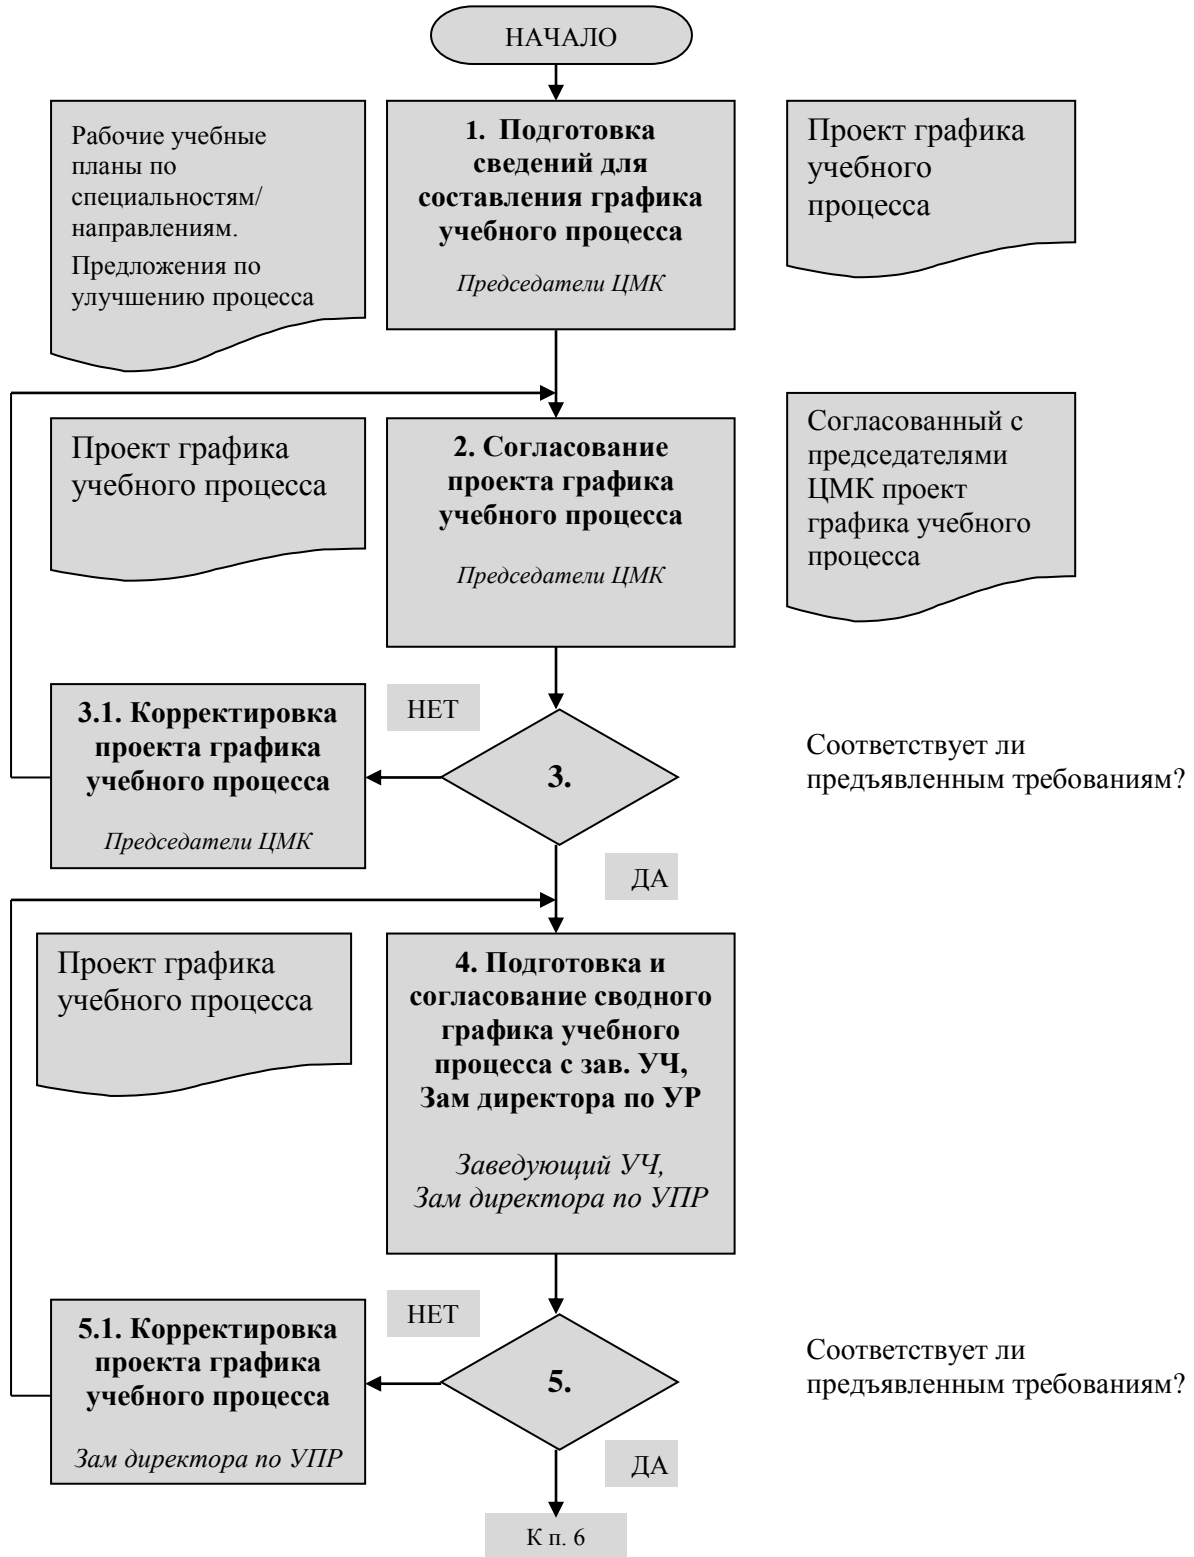 НАЧАЛО
Рабочие учебные
планы по
специальностям/
направлениям.
Предложения по
улучшению процесса
1. Подготовка
сведений для
составления графика
учебного процесса
Председатели ЦМК
Проект графика
учебного
процесса
Проект графика
учебного процесса
2. Согласование
проекта графика
учебного процесса
Председатели ЦМК
Согласованный с
председателями
ЦМК проект
графика учебного
процесса
3.1. Корректировка
проекта графика
учебного процесса
Председатели ЦМК
НЕТ
3.
Соответствует ли
предъявленным требованиям?
ДА
Проект графика
учебного процесса
4. Подготовка и
согласование сводного
графика учебного
процесса с зав. УЧ,
Зам директора по УР
Заведующий УЧ,
Зам директора по УПР
5.1. Корректировка
проекта графика
учебного процесса
Зам директора по УПР
НЕТ
5.
Соответствует ли
предъявленным требованиям?
ДА
К п. 6